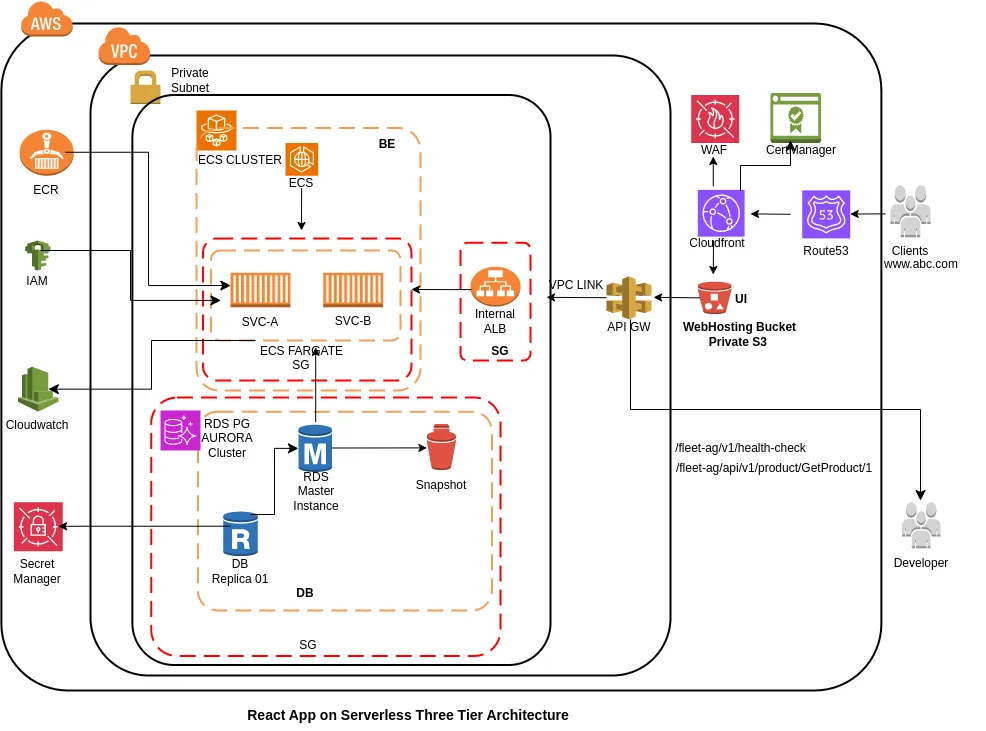 AWS
VPC
Private
Subnet
ECS CLUSTER
BE
ECS
ECR
IAM
SVC-A
SVC-B
ECS FARGATE
SG
Internal
ALB
SG
VPC LINK
API GW
WAF
CertManager
Cloudfront
Route53
53
Clients
www.abc.com
UI
WebHosting Bucket
Private S3
Cloudwatch
RDS PG
AURORA
Cluster
M
RDS
Master
Instance
Snapshot
/fleet-ag/v1/health-check
/fleet-ag/api/v1/product/GetProduct/1
Secret
Manager
R
DB
Replica 01
DB
SG
Developer
React App on Serverless Three Tier Architecture